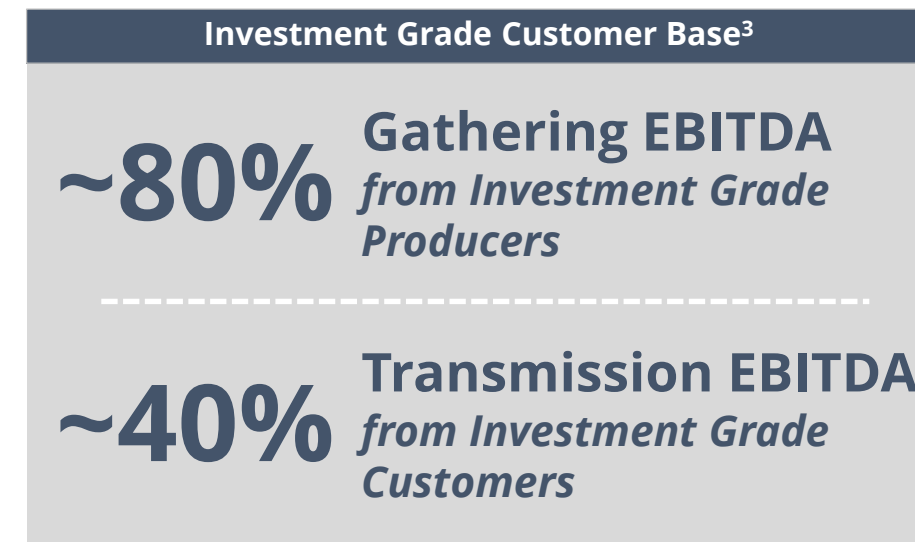 Investment Grade Customer Base³
~80%
Gathering EBITDA
from Investment Grade
Producers
~40%
Transmission EBITDA
from Investment Grade
Customers